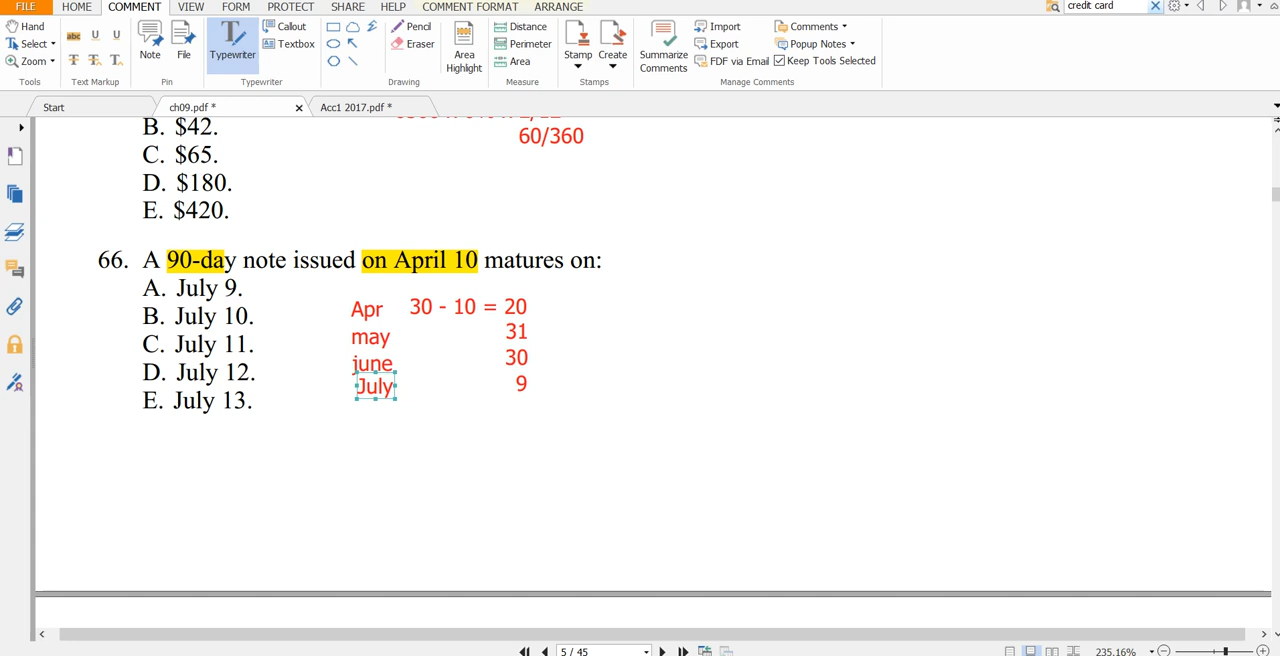 FILE HOME COMMENT VIEW FORM PROTECT SHARE HELP COMMENT FORMAT ARRANGE credit card
Hand
Select
Zoom
Tools
abc U U
T T T
Text Markup
Note File
Pin
Typewriter
Callout
Textbox
Typewriter
Pencil
Eraser
Drawing
Area Highlight
Distance
Perimeter
Area
Measure
Stamp Create
Stamps
Summarize Comments
Import
Export
FDF via Email
Comments
Popup Notes
Keep Tools Selected
Manage Comments
Start ch09.pdf * Acc1 2017.pdf *
B. $42.
60/360
C. $65.
D. $180.
E. $420.
66. A 90-day note issued on April 10 matures on:
A. July 9.
B. July 10.
C. July 11.
D. July 12.
E. July 13.
Apr 30 - 10 = 20
may 31
june 30
July 9
5 / 45
235.16%